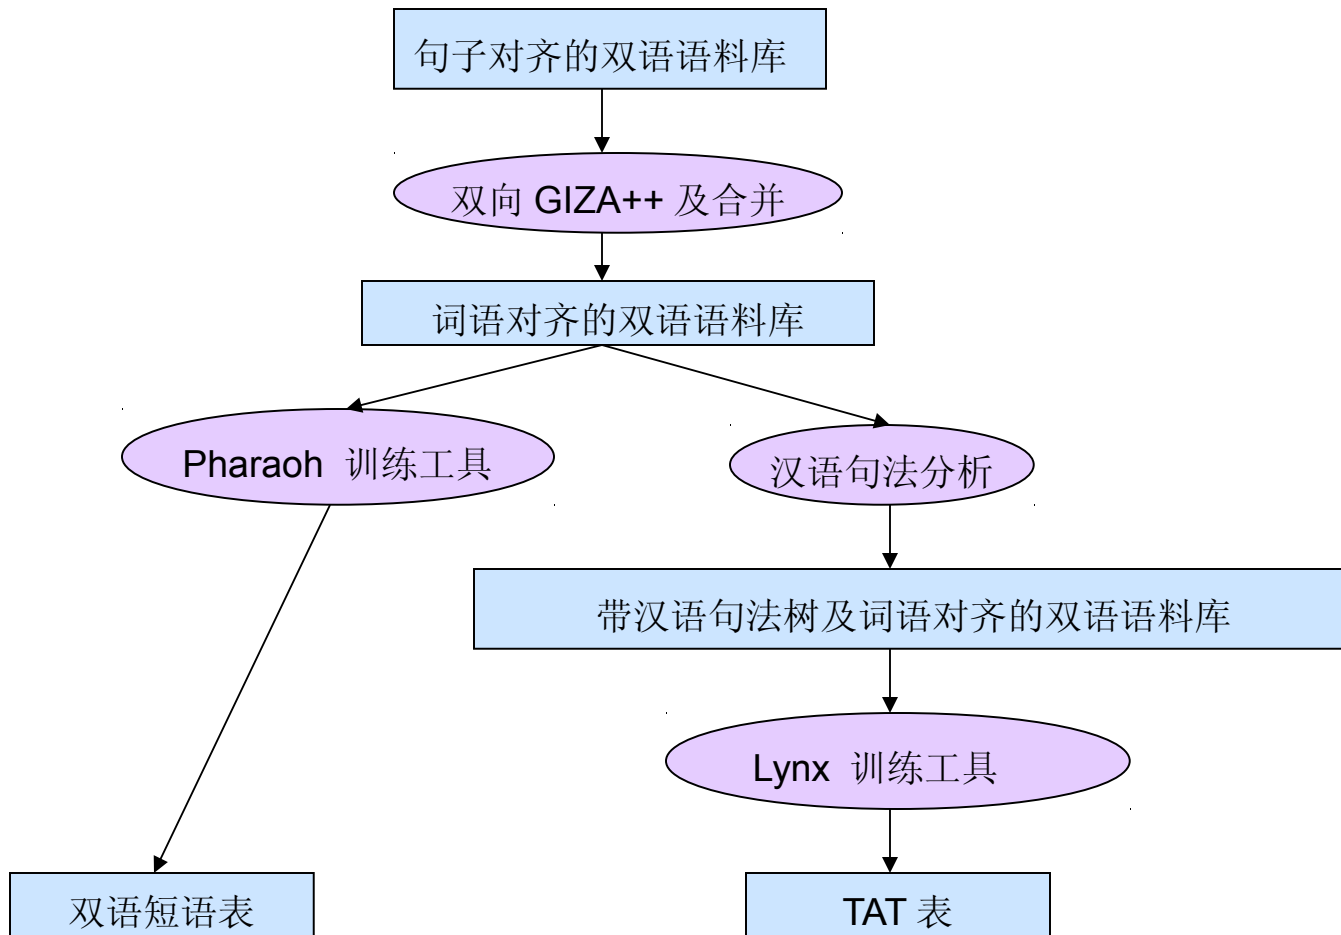 句子对齐的双语语料库
双向 GIZA++ 及合并
词语对齐的双语语料库
Pharaoh 训练工具
汉语句法分析
带汉语句法树及词语对齐的双语语料库
Lynx 训练工具
双语短语表
TAT 表